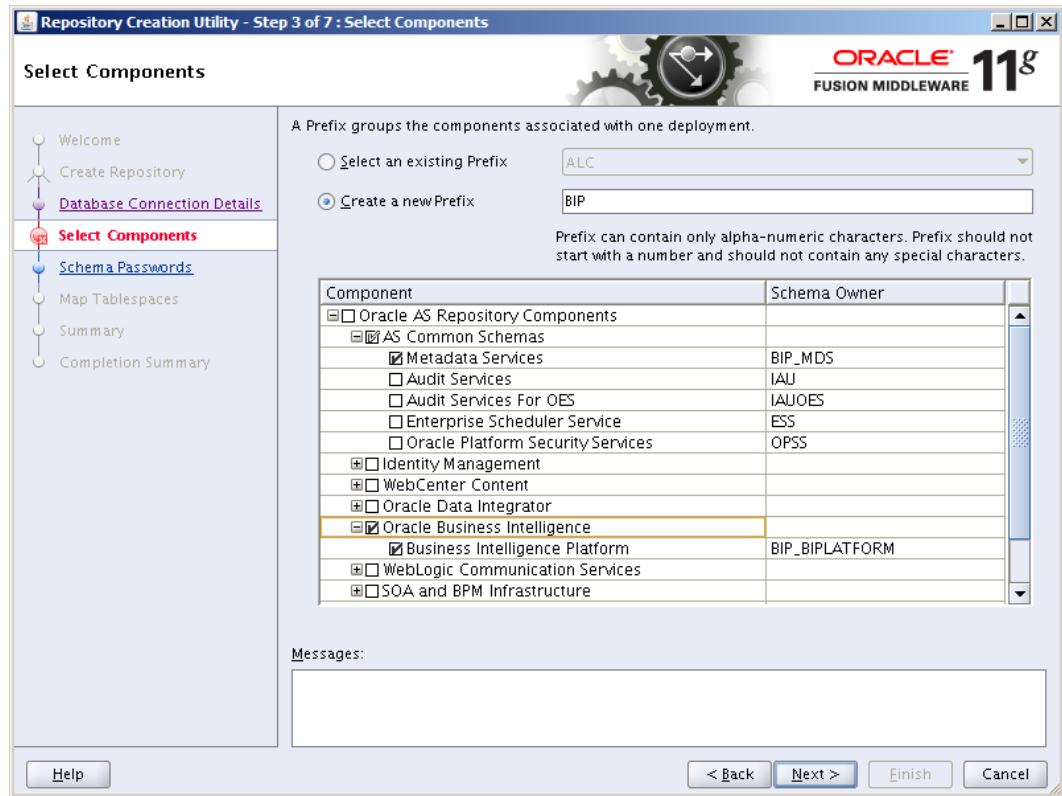 Repository Creation Utility - Step 3 of 7 : Select Components
Select Components
ORACLE
FUSION MIDDLEWARE
11g
Welcome
Create Repository
Database Connection Details
Select Components
Schema Passwords
Map Tablespaces
Summary
Completion Summary
A Prefix groups the components associated with one deployment.
Select an existing Prefix ALC
Create a new Prefix BIP
Prefix can contain only alpha-numeric characters. Prefix should not
start with a number and should not contain any special characters.
Component Schema Owner
Oracle AS Repository Components
AS Common Schemas
Metadata Services BIP_MDS
Audit Services IAU
Audit Services For OES IAUOES
Enterprise Scheduler Service ESS
Oracle Platform Security Services OPSS
Identity Management
WebCenter Content
Oracle Data Integrator
Oracle Business Intelligence
Business Intelligence Platform BIP_BIPLATFORM
WebLogic Communication Services
SOA and BPM Infrastructure
Messages:
Help < Back Next > Finish Cancel